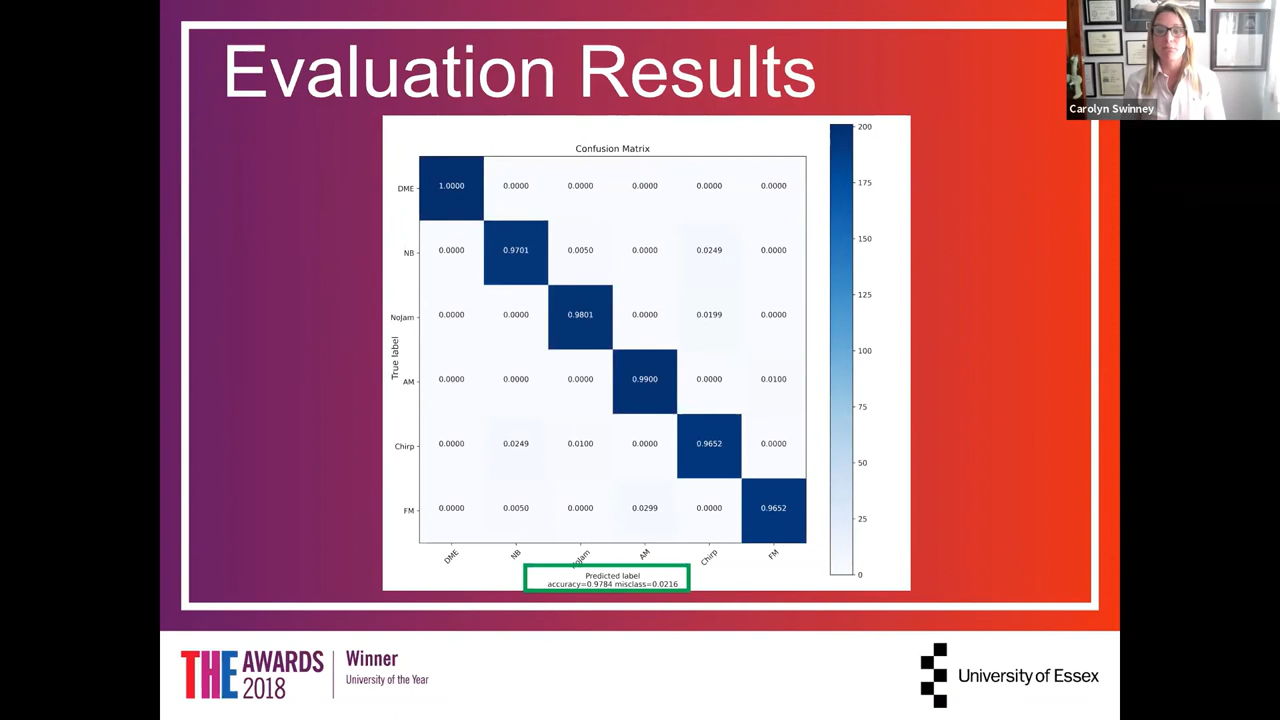 Evaluation Results
Carolyn Swinney
Confusion Matrix
DME 1.0000 0.0000 0.0000 0.0000 0.0000 0.0000
NB 0.0000 0.9701 0.0050 0.0000 0.0249 0.0000
NoJam 0.0000 0.0000 0.9801 0.0000 0.0199 0.0000
AM 0.0000 0.0000 0.0000 0.9900 0.0000 0.0100
Chirp 0.0000 0.0249 0.0100 0.0000 0.9652 0.0000
FM 0.0000 0.0050 0.0000 0.0299 0.0000 0.9652
True label
DME NB AM Chirp FM
Predicted label
accuracy=0.9784 misclass=0.0216
200
175
150
125
100
75
50
25
0
THE AWARDS 2018
Winner
University of the Year
University of Essex